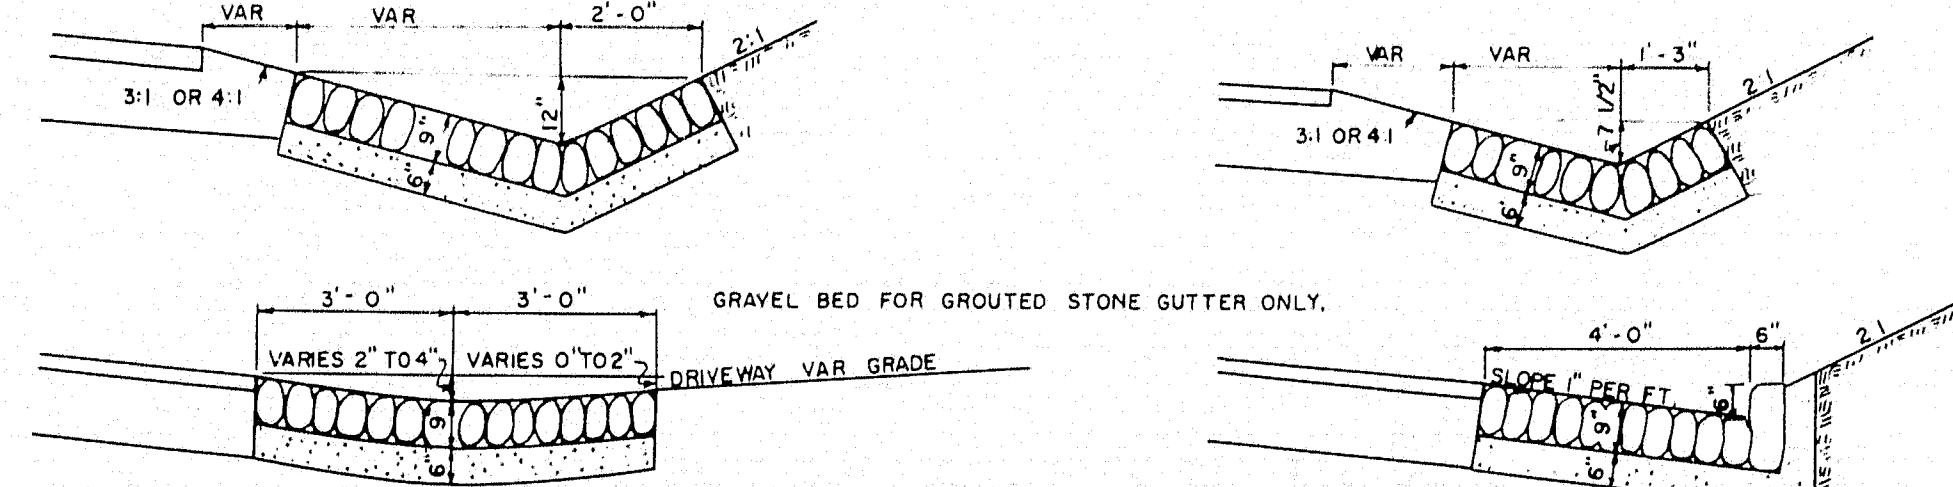 VAR VAR 2'-0"
2:1
3:1 OR 4:1
12"
9"
6"
VAR VAR 1'-3"
2:1
3:1 OR 4:1
7 1/2"
9"
6"
3'-0" 3'-0"
GRAVEL BED FOR GROUTED STONE GUTTER ONLY.
VARIES 2" TO 4" VARIES 0" TO 2"
DRIVEWAY VAR GRADE
9"
6"
4'-0" 6"
2:1
SLOPE 1" PER FT.
6"
9"
6"